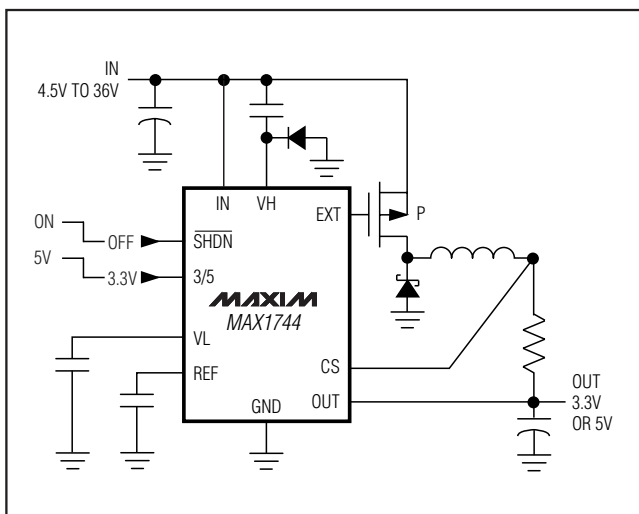 IN
4.5V TO 36V
IN
VH
EXT
P
ON
OFF
SHDN
5V
3.3V
3/5
MAXIM
MAX1744
VL
CS
REF
OUT
GND
OUT
3.3V
OR 5V